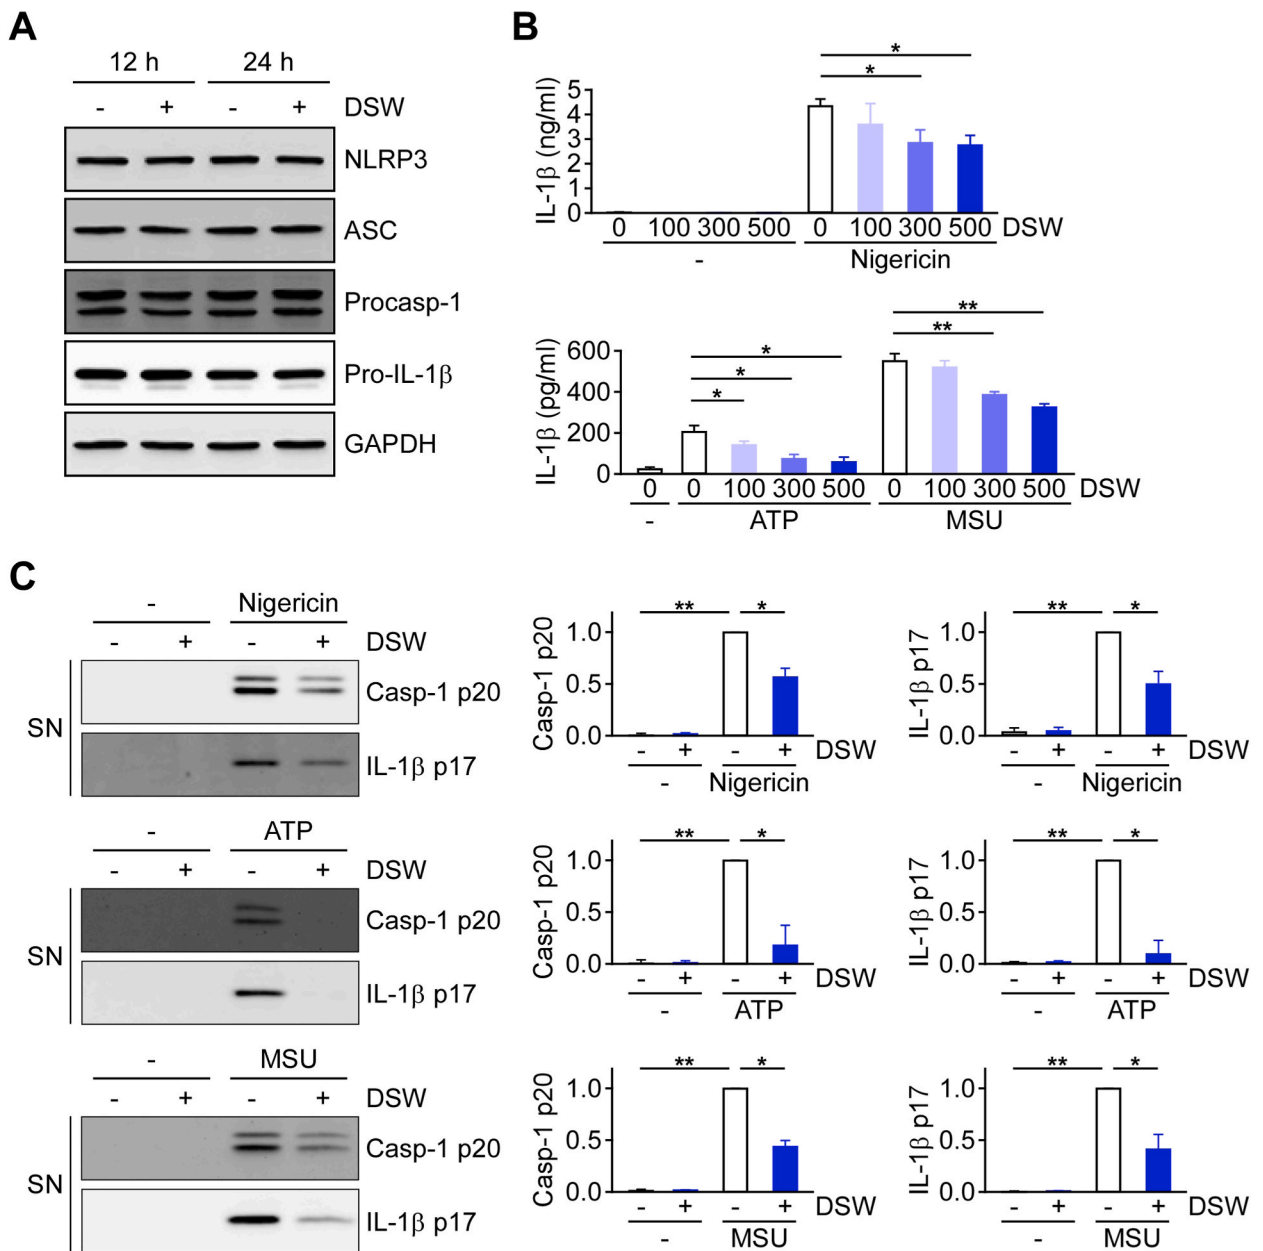 A
12 h 24 h
- + - + DSW
NLRP3
ASC
Procasp-1
Pro-IL-1β
GAPDH
B
* 
*
IL-1β (ng/ml)
5
4
3
2
1
0
0 100 300 500 0 100 300 500 DSW
- Nigericin
**
**
*
*
*
IL-1β (pg/ml)
600
400
200
0
0 0 100 300 500 0 100 300 500 DSW
- ATP MSU
C
- Nigericin
- + - + DSW
SN
Casp-1 p20
IL-1β p17
** *
Casp-1 p20
1.0
0.5
0.0
- + - + DSW
- Nigericin
** *
IL-1β p17
1.0
0.5
0.0
- + - + DSW
- Nigericin
- ATP
- + - + DSW
SN
Casp-1 p20
IL-1β p17
** *
Casp-1 p20
1.0
0.5
0.0
- + - + DSW
- ATP
** *
IL-1β p17
1.0
0.5
0.0
- + - + DSW
- ATP
- MSU
- + - + DSW
SN
Casp-1 p20
IL-1β p17
** *
Casp-1 p20
1.0
0.5
0.0
- + - + DSW
- MSU
** *
IL-1β p17
1.0
0.5
0.0
- + - + DSW
- MSU